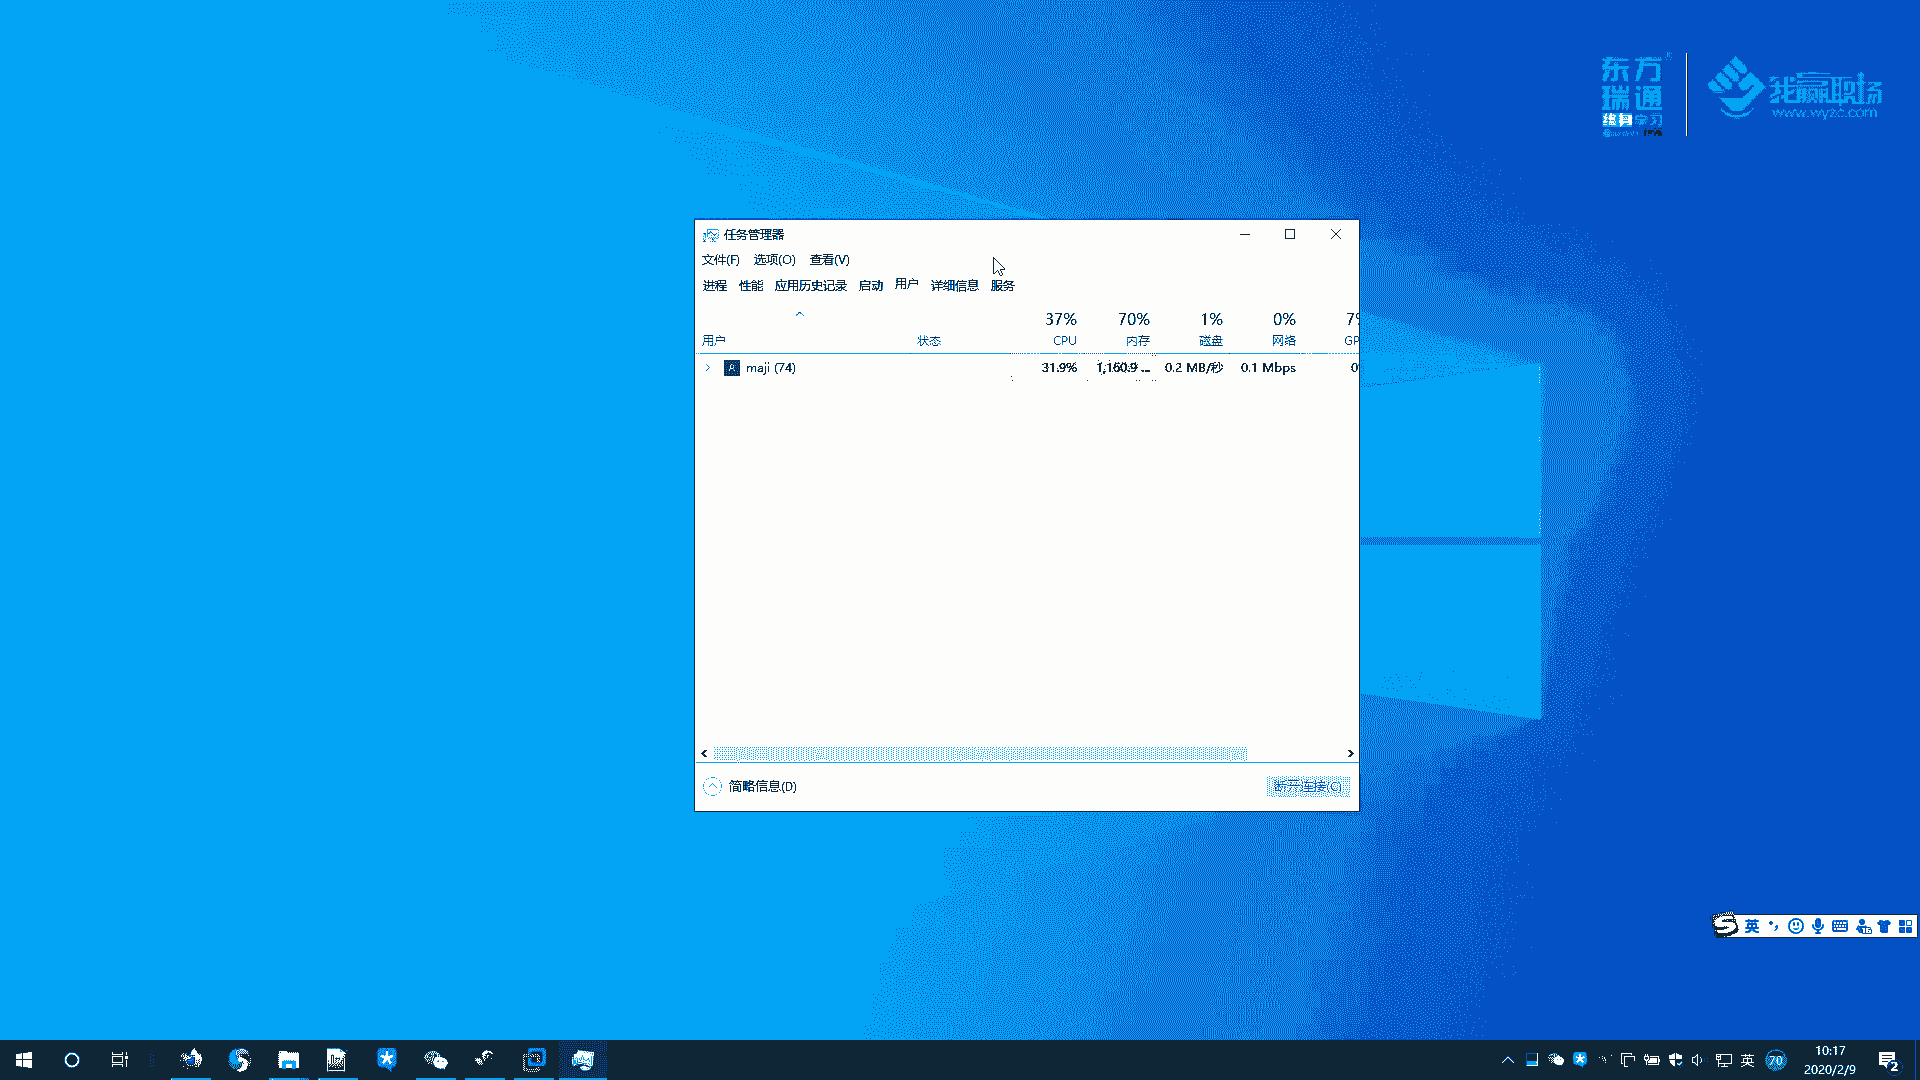 东方
瑞通
终身学习
我赢职场
www.wyzc.com
任务管理器
文件(F) 选项(O) 查看(V)
进程 性能 应用历史记录 启动 用户 详细信息 服务
37% 70% 1% 0% 7%
用户 状态 CPU 内存 磁盘 网络 GP
maji (74) 31.9% 1,160.9 ... 0.2 MB/秒 0.1 Mbps 0
简略信息(D) 断开连接(C)
英
英 70 10:17
2020/2/9 2